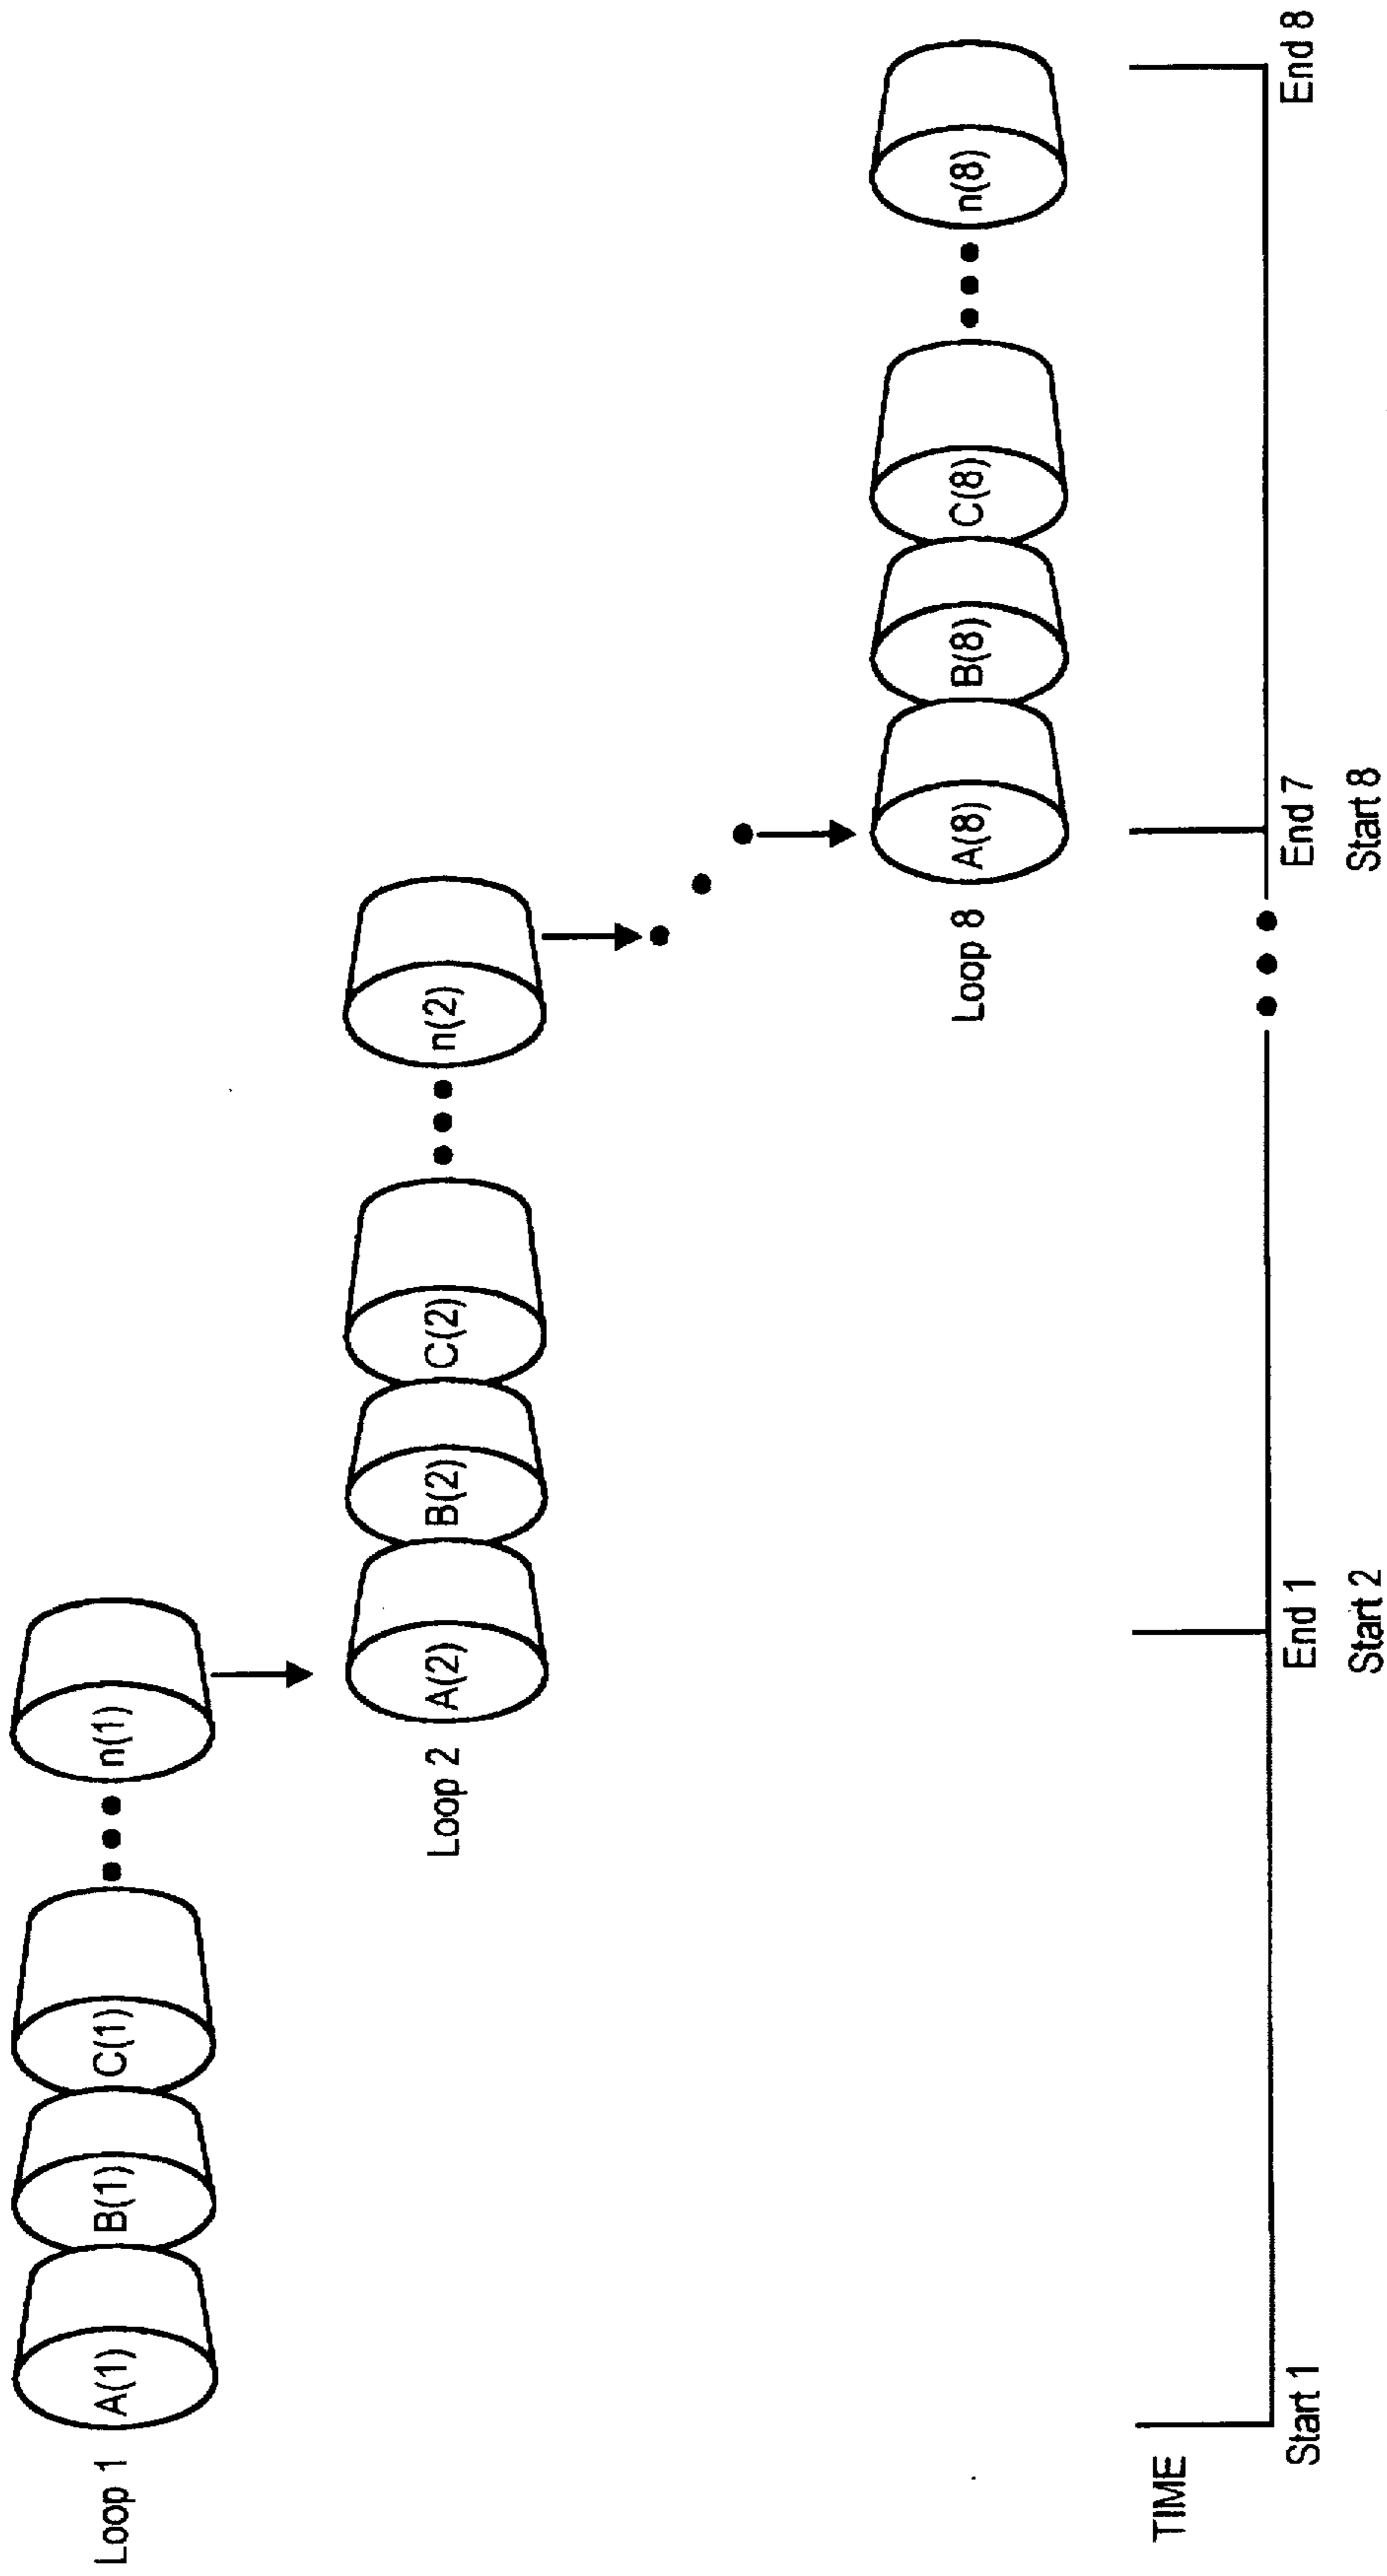 Loop 1
A(1) B(1) C(1) n(1)
Loop 2
A(2) B(2) C(2) n(2)
Loop 8
A(8) B(8) C(8) n(8)
TIME
Start 1
End 1
Start 2
End 7
Start 8
End 8